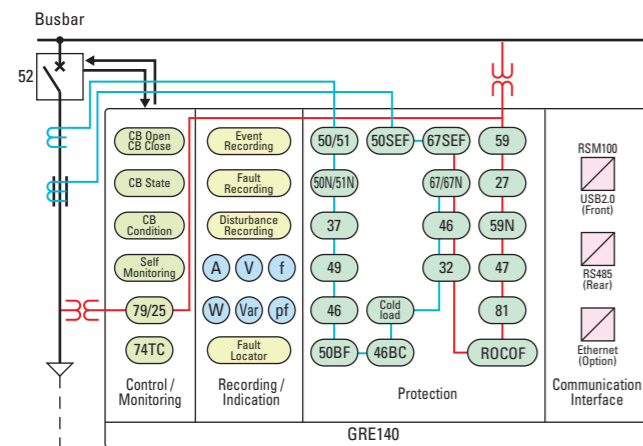 Busbar
52
CB Open
CB Close
CB State
CB
Condition
Self
Monitoring
79/25
74TC
Control /
Monitoring
Event
Recording
Fault
Recording
Disturbance
Recording
A V f
W Var pf
Fault
Locator
Recording /
Indication
50/51 50SEF 67SEF 59
50N/51N 67/67N 27
37 46 59N
49 32 47
46 Cold
load 81
50BF 46BC ROCOF
Protection
RSM100
USB2.0
(Front)
RS485
(Rear)
Ethernet
(Option)
Communication
Interface
GRE140